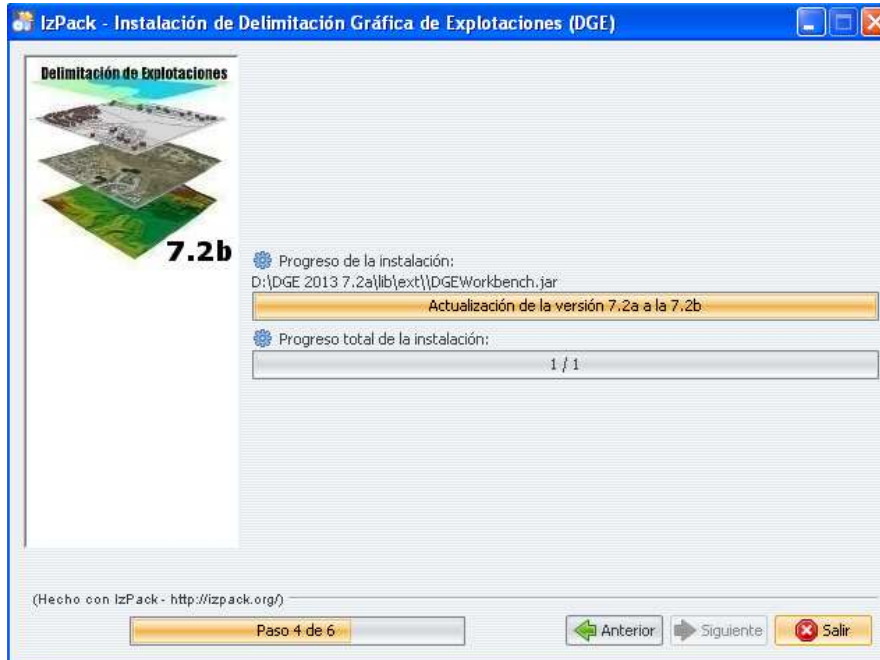 IzPack - Instalación de Delimitación Gráfica de Explotaciones (DGE)
Delimitación de Explotaciones
7.2b
Progreso de la instalación:
D:\DGE 2013 7.2a\lib\ext\\DGEWorkbench.jar
Actualización de la versión 7.2a a la 7.2b
Progreso total de la instalación:
1 / 1
(Hecho con IzPack - http://izpack.org/)
Paso 4 de 6
Anterior
Siguiente
Salir